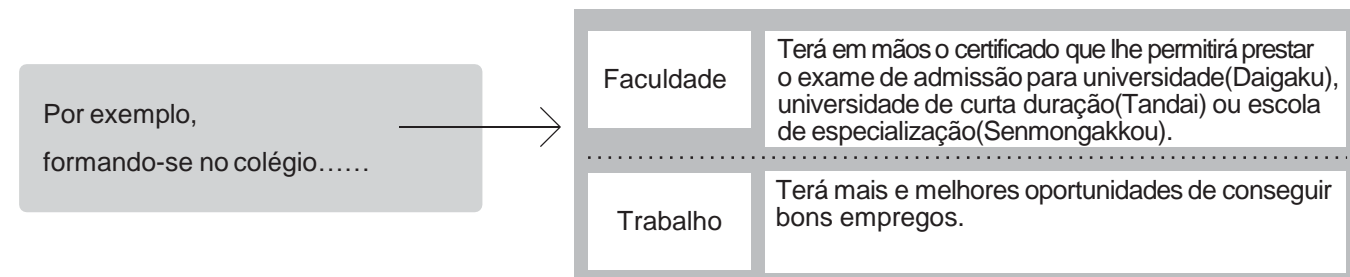 Por exemplo,
formando-se no colégio……
Faculdade
Terá em mãos o certificado que lhe permitirá prestar
o exame de admissão para universidade(Daigaku),
universidade de curta duração(Tandai) ou escola
de especialização(Senmongakkou).
Trabalho
Terá mais e melhores oportunidades de conseguir
bons empregos.